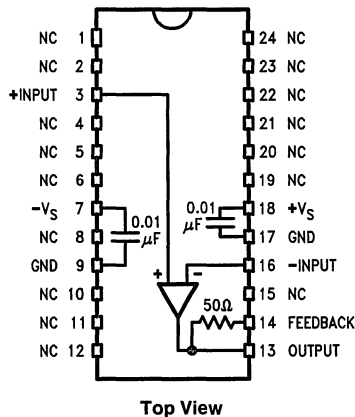 NC 1
NC 2
+INPUT 3
NC 4
NC 5
NC 6
-V_S 7
NC 8
GND 9
NC 10
NC 11
NC 12
0.01
μF
0.01
μF
+ -
50Ω
24 NC
23 NC
22 NC
21 NC
20 NC
19 NC
18 +V_S
17 GND
16 -INPUT
15 NC
14 FEEDBACK
13 OUTPUT
Top View